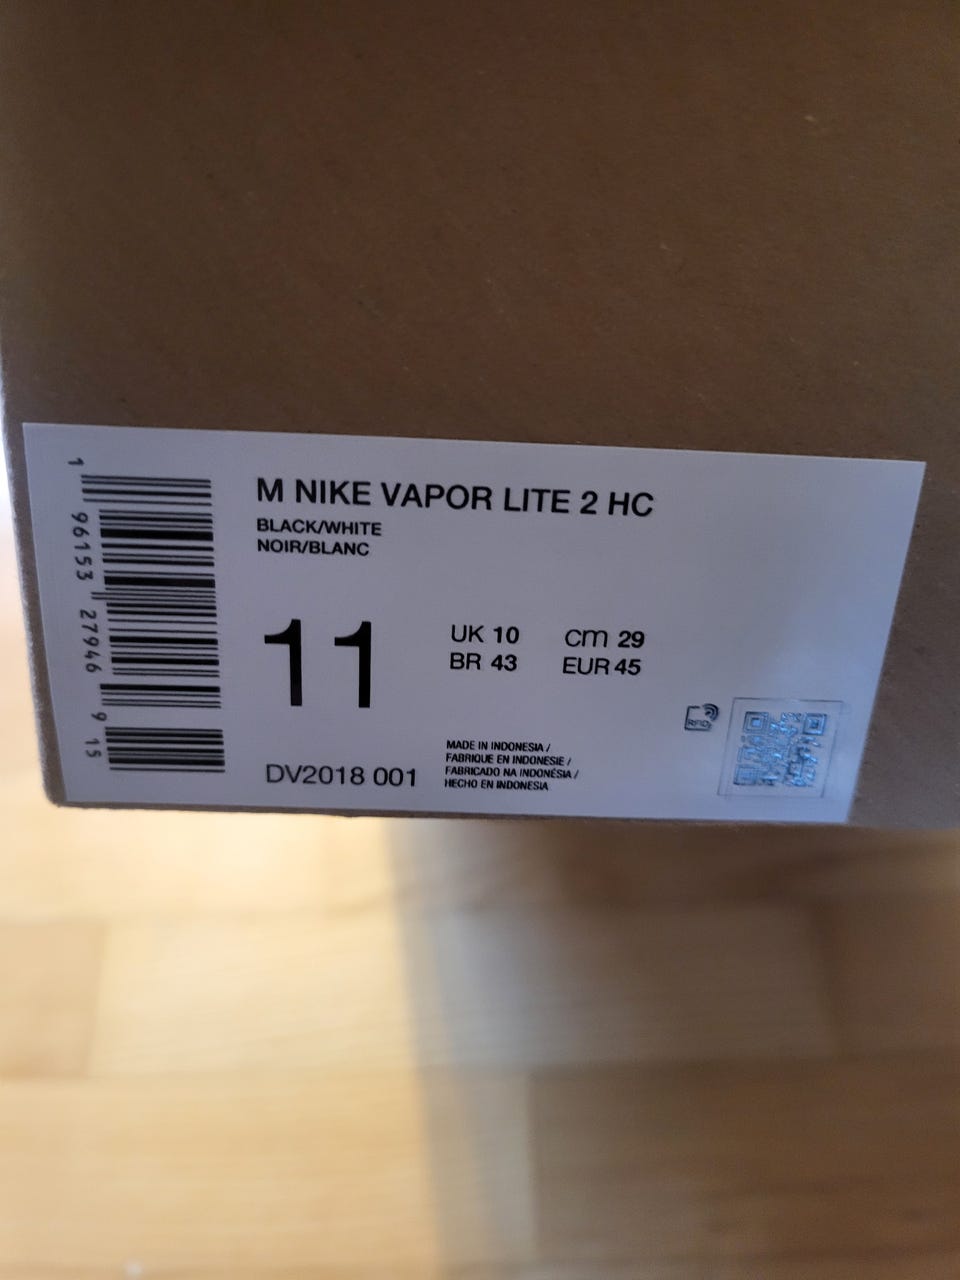 M NIKE VAPOR LITE 2 HC
BLACK/WHITE
NOIR/BLANC
11
UK 10 cm 29
BR 43 EUR 45
RFID
DV2018 001
MADE IN INDONESIA /
FABRIQUE EN INDONESIE /
FABRICADO NA INDONÉSIA /
HECHO EN INDONESIA
1 96153 27946 9 15